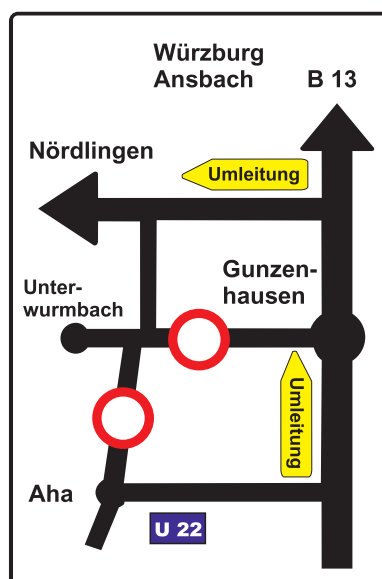 Würzburg
Ansbach
B 13
Nördlingen
Umleitung
Gunzen-
hausen
Unter-
wurmbach
Umleitung
Aha
U 22